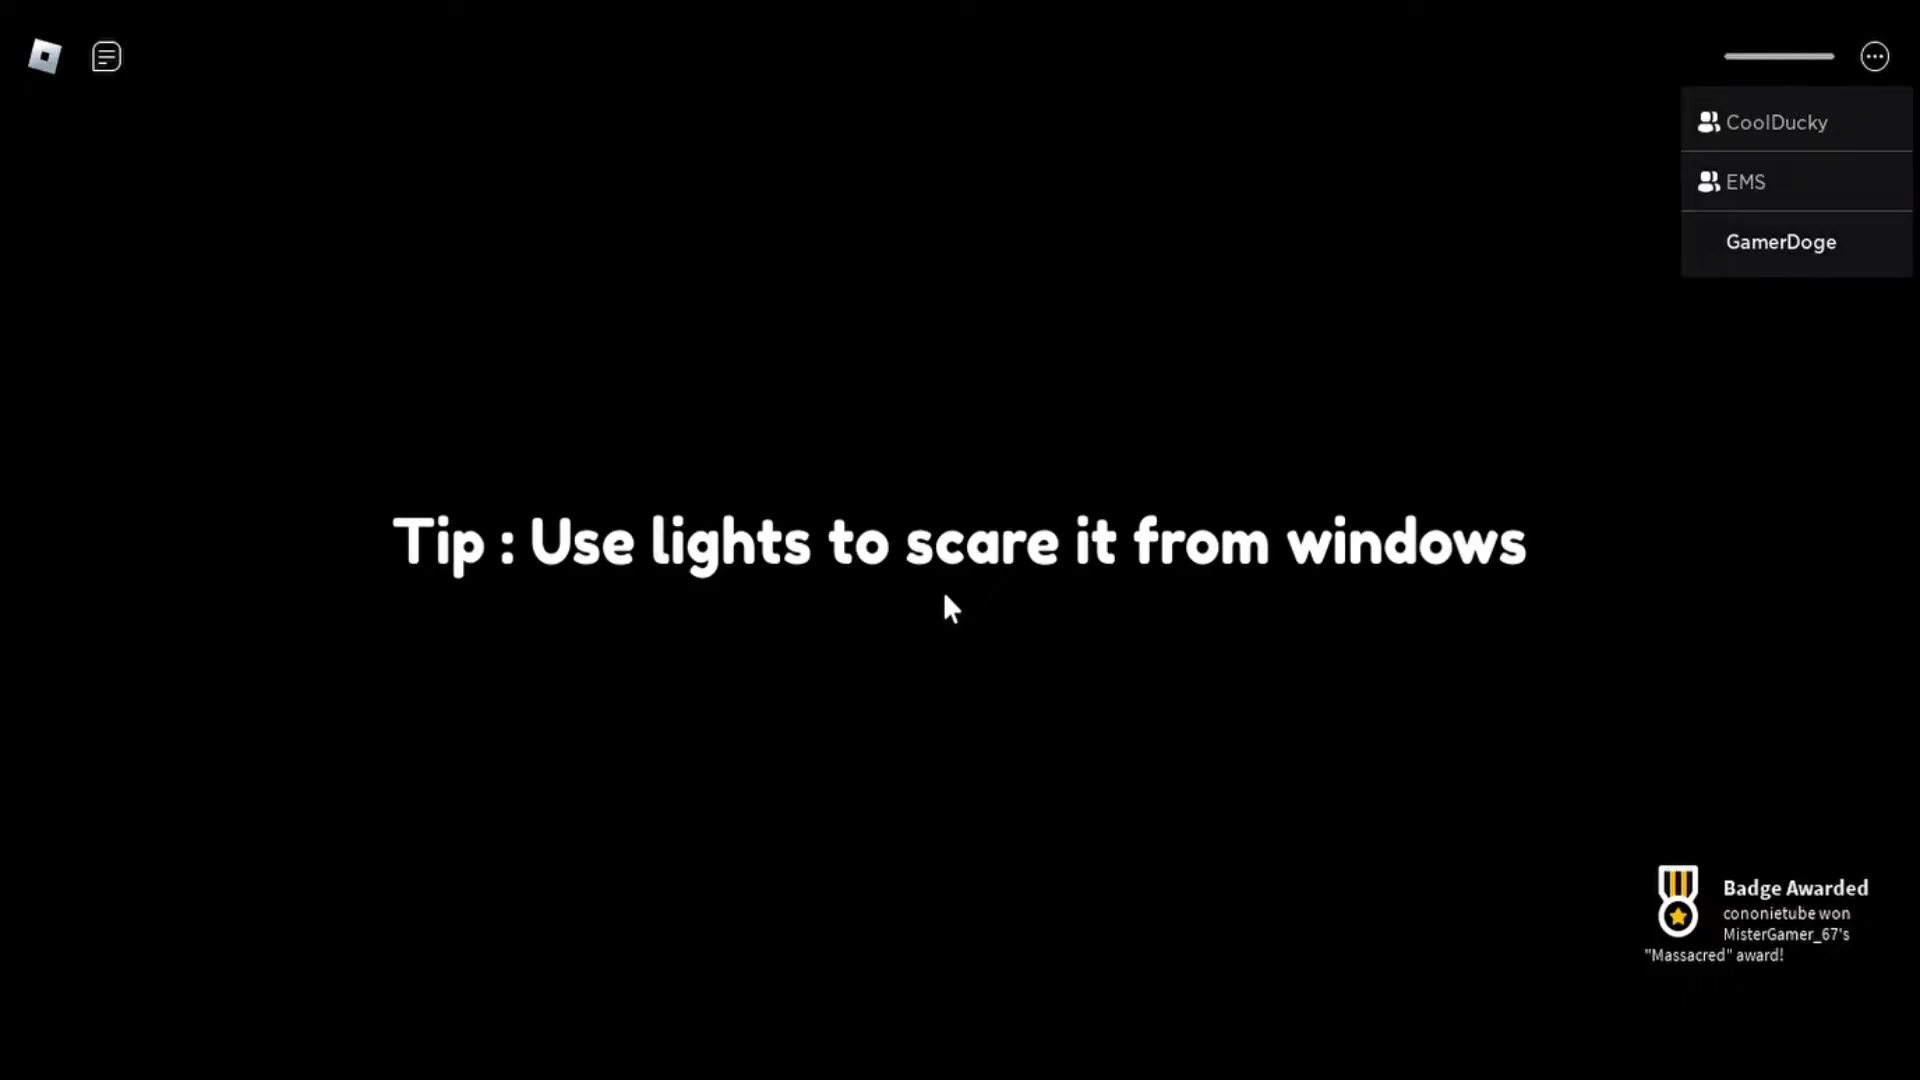 CoolDucky
EMS
GamerDoge
Tip : Use lights to scare it from windows
Badge Awarded
cononietube won
MisterGamer_67's
"Massacred" award!